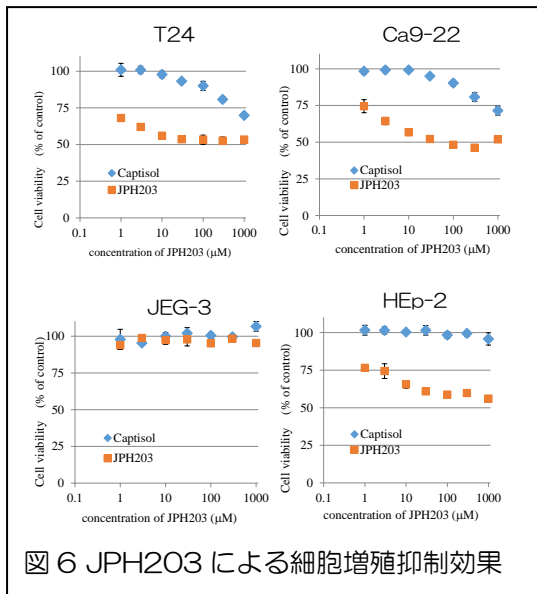 T24
Cell viability (% of control)
100
75
50
25
0
Captisol
JPH203
0.1 1 10 100 1000
concentration of JPH203 (μM)
Ca9-22
Cell viability (% of control)
100
75
50
25
0
Captisol
JPH203
0.1 1 10 100 1000
concentration of JPH203 (μM)
JEG-3
Cell viability (% of control)
100
75
50
25
0
Captisol
JPH203
0.1 1 10 100 1000
concentration of JPH203 (μM)
HEp-2
Cell viability (% of control)
100
75
50
25
0
Captisol
JPH203
0.1 1 10 100 1000
concentration of JPH203 (μM)
図 6 JPH203 による細胞増殖抑制効果